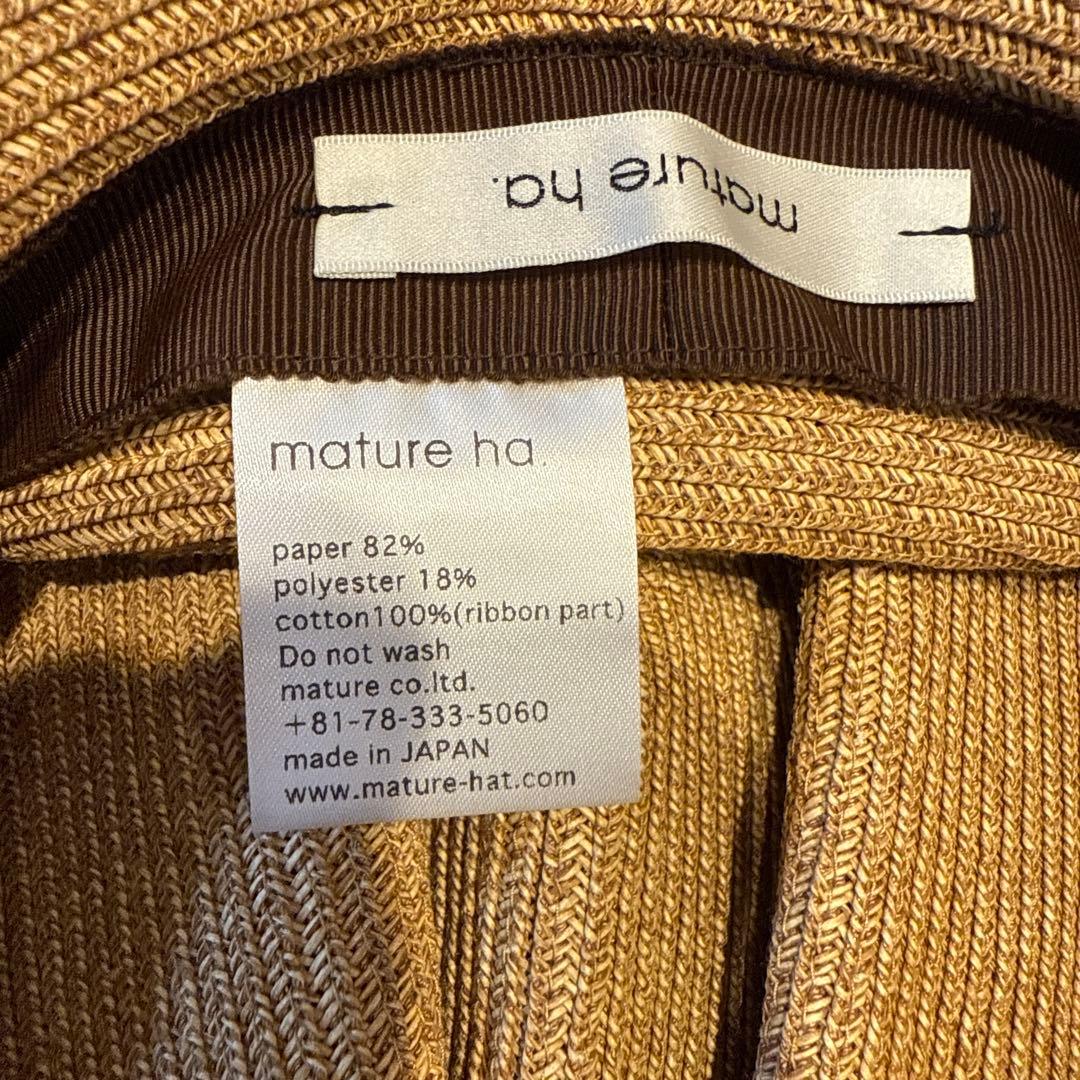 mature ha.
mature ha.
paper 82%
polyester 18%
cotton100%(ribbon part)
Do not wash
mature co.ltd.
+81-78-333-5060
made in JAPAN
www.mature-hat.com